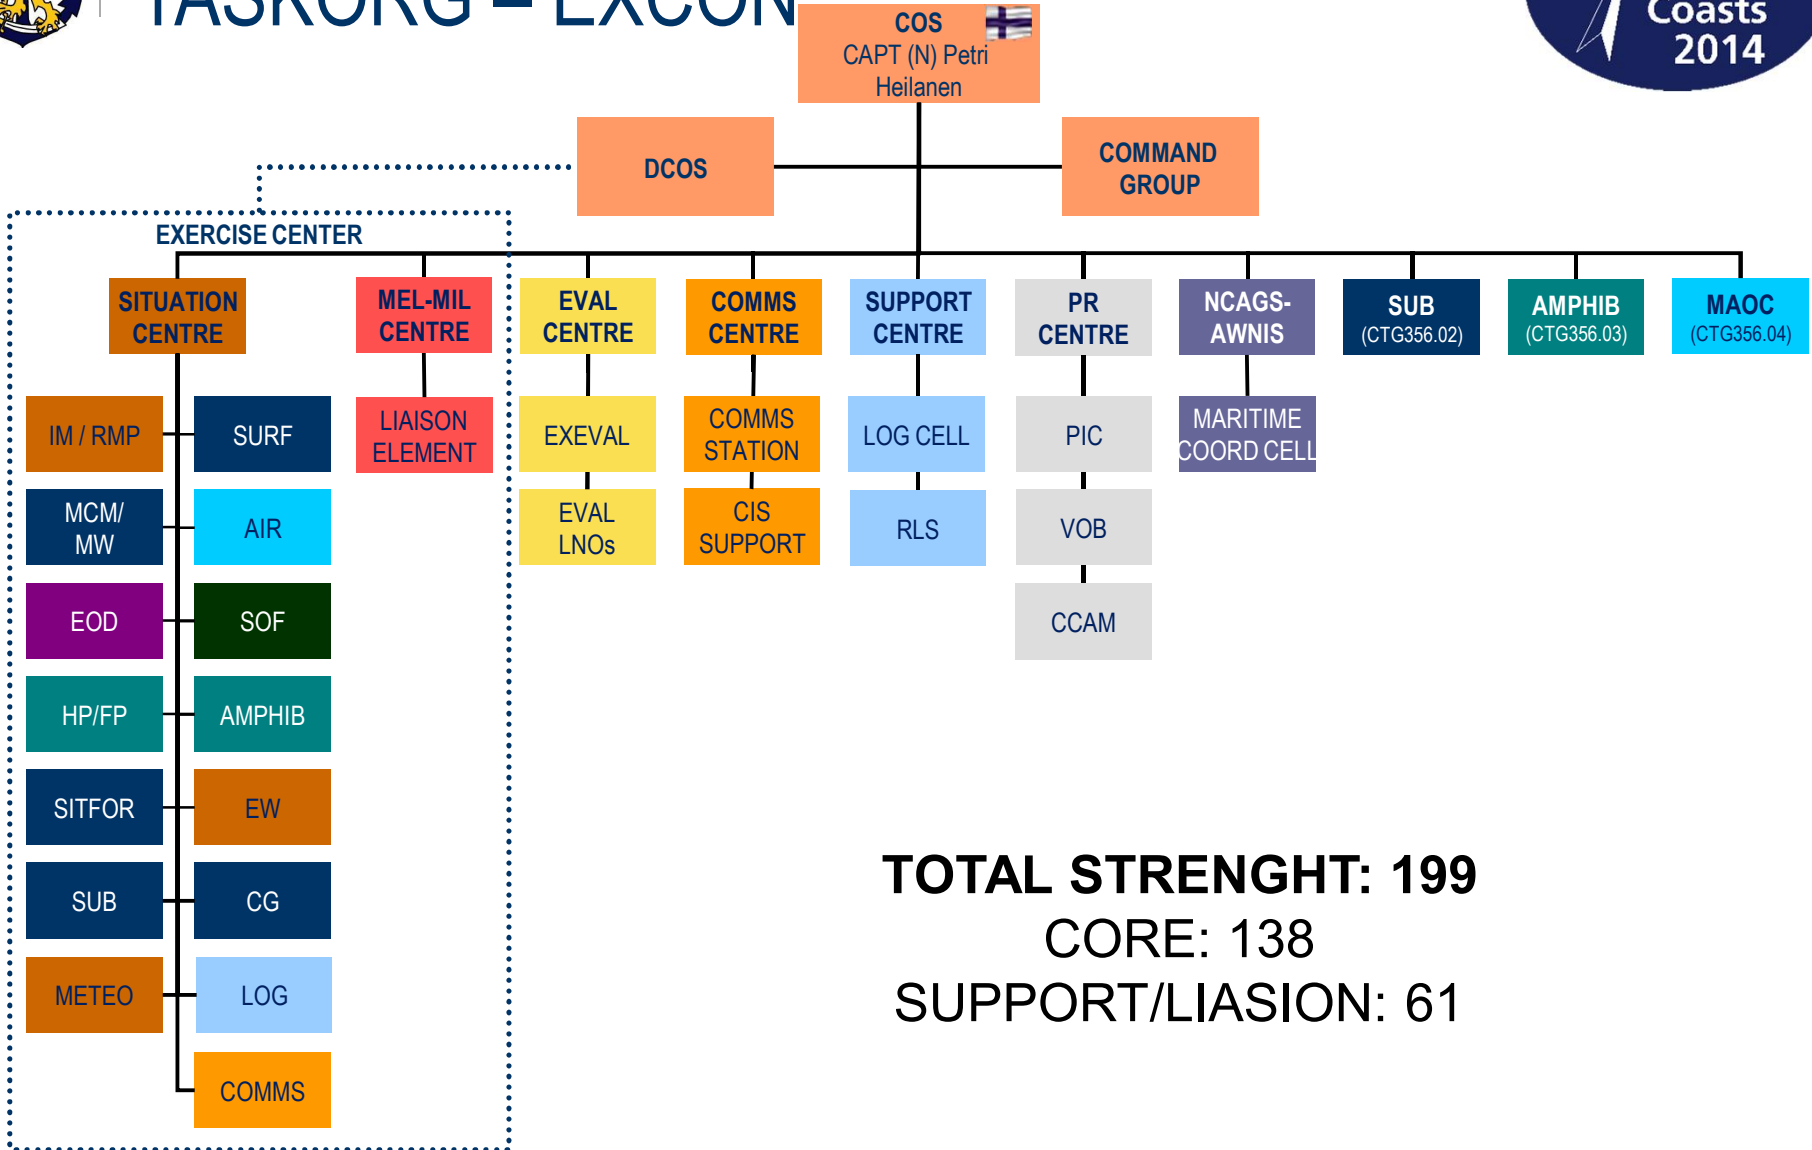 TASKORG – EXCON
Coasts
2014
COS
CAPT (N) Petri
Heilanen
DCOS
COMMAND
GROUP
EXERCISE CENTER
SITUATION
CENTRE
MEL-MIL
CENTRE
EVAL
CENTRE
COMMS
CENTRE
SUPPORT
CENTRE
PR
CENTRE
NCAGS-
AWNIS
SUB
(CTG356.02)
AMPHIB
(CTG356.03)
MAOC
(CTG356.04)
IM / RMP
SURF
LIAISON
ELEMENT
EXEVAL
COMMS
STATION
LOG CELL
PIC
MARITIME
COORD CELL
MCM/
MW
AIR
EVAL
LNOs
CIS
SUPPORT
RLS
VOB
EOD
SOF
CCAM
HP/FP
AMPHIB
SITFOR
EW
SUB
CG
METEO
LOG
COMMS
TOTAL STRENGHT: 199
CORE: 138
SUPPORT/LIASION: 61